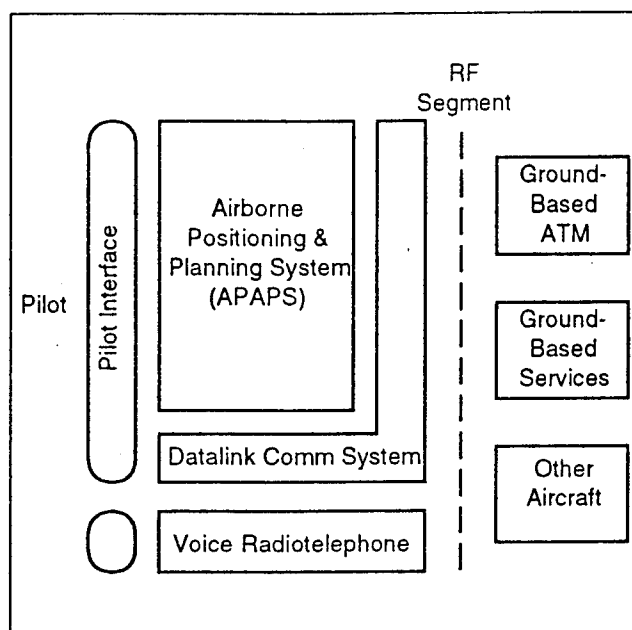 RF
Segment
Pilot
Pilot Interface
Airborne
Positioning &
Planning System
(APAPS)
Datalink Comm System
Voice Radiotelephone
Ground-
Based
ATM
Ground-
Based
Services
Other
Aircraft